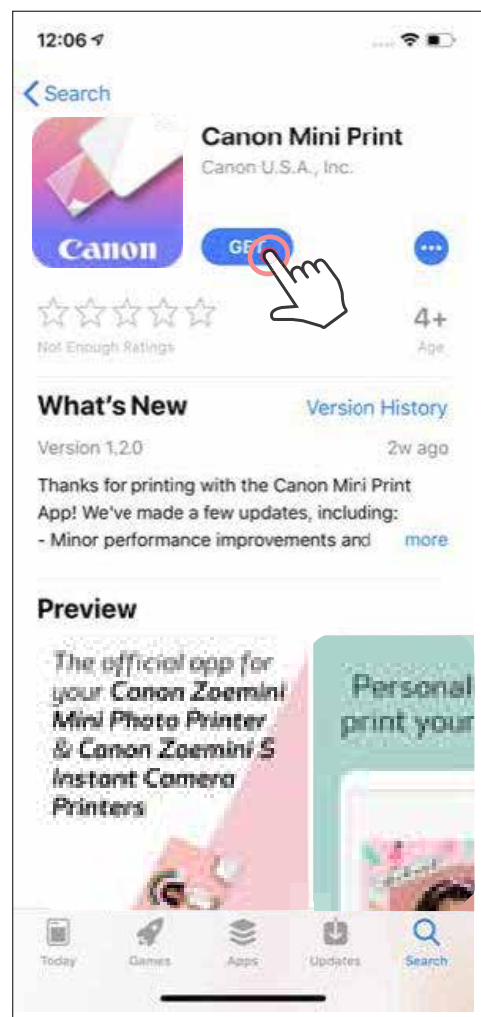 12:06
Search
Canon Mini Print
Canon U.S.A., Inc.
Canon
GET
4+
Not Enough Ratings
Age
What's New
Version History
Version 1.2.0
2w ago
Thanks for printing with the Canon Mini Print
App! We've made a few updates, including:
- Minor performance improvements and more
Preview
The official app for
your Canon Zoemini
Mini Photo Printer
& Canon Zoemini S
Instant Camera
Printers
Personal
print your
Today
Games
Apps
Updates
Search